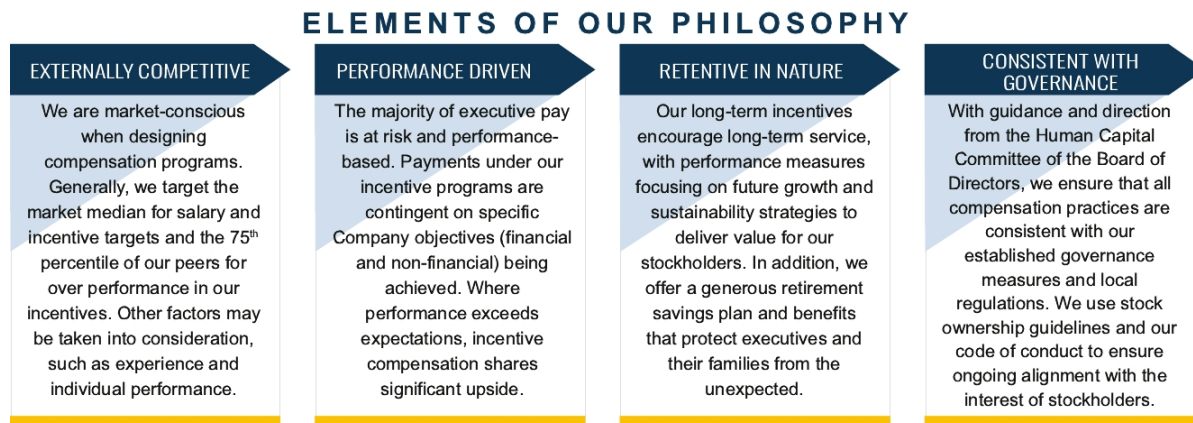 ELEMENTS OF OUR PHILOSOPHY
EXTERNALLY COMPETITIVE
We are market-conscious
when designing
compensation programs.
Generally, we target the
market median for salary and
incentive targets and the 75th
percentile of our peers for
over performance in our
incentives. Other factors may
be taken into consideration,
such as experience and
individual performance.
PERFORMANCE DRIVEN
The majority of executive pay
is at risk and performance-
based. Payments under our
incentive programs are
contingent on specific
Company objectives (financial
and non-financial) being
achieved. Where
performance exceeds
expectations, incentive
compensation shares
significant upside.
RETENTIVE IN NATURE
Our long-term incentives
encourage long-term service,
with performance measures
focusing on future growth and
sustainability strategies to
deliver value for our
stockholders. In addition, we
offer a generous retirement
savings plan and benefits
that protect executives and
their families from the
unexpected.
CONSISTENT WITH
GOVERNANCE
With guidance and direction
from the Human Capital
Committee of the Board of
Directors, we ensure that all
compensation practices are
consistent with our
established governance
measures and local
regulations. We use stock
ownership guidelines and our
code of conduct to ensure
ongoing alignment with the
interest of stockholders.